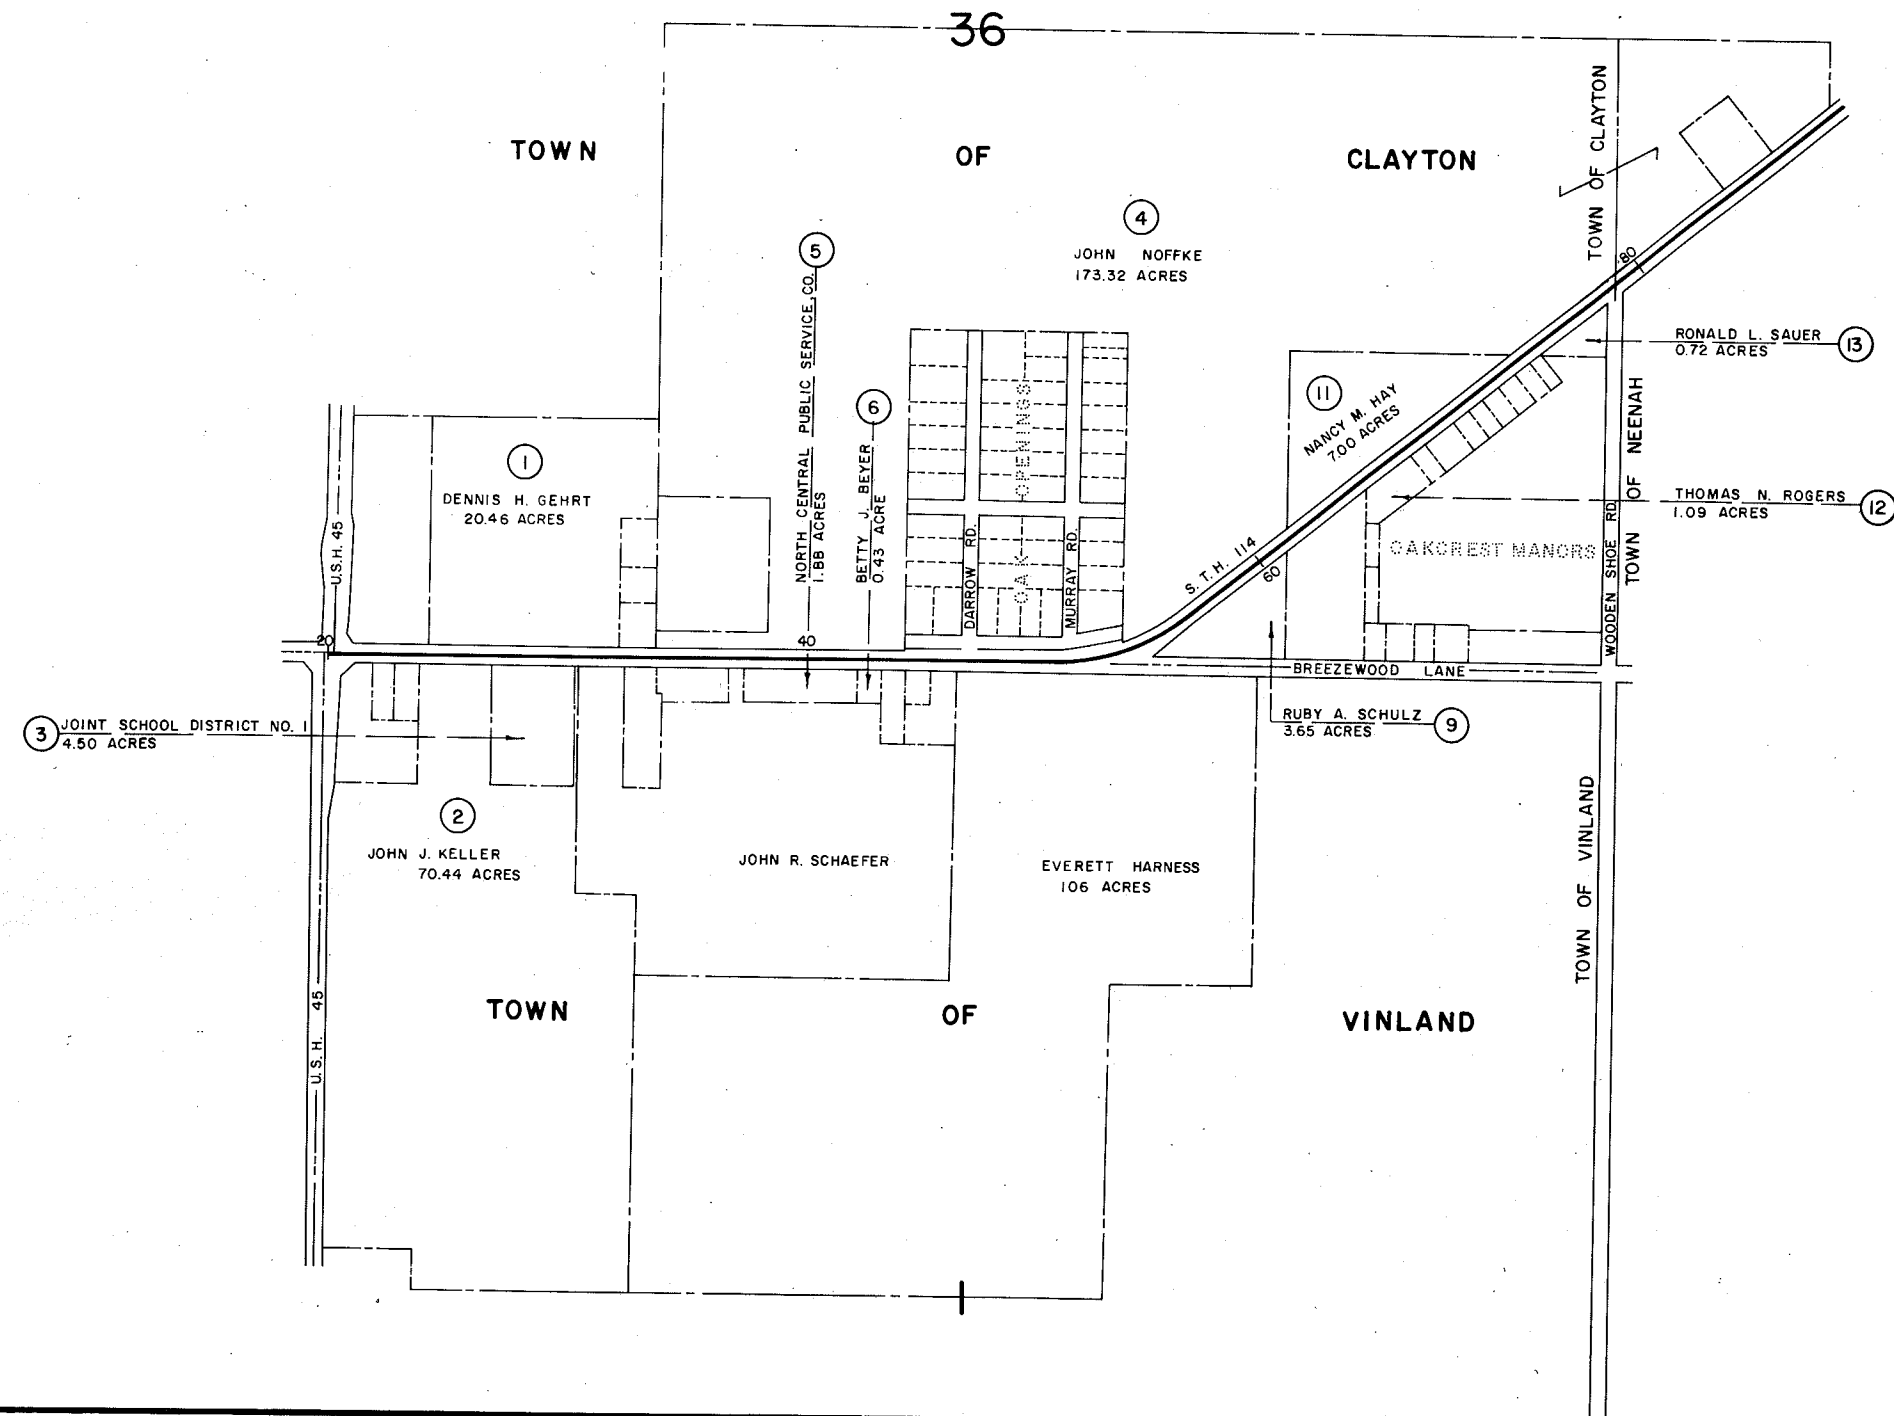 36
TOWN OF CLAYTON
TOWN OF CLAYTON
4
JOHN NOFFKE
173.32 ACRES
5
NORTH CENTRAL PUBLIC SERVICE, CO.
1.88 ACRES
6
BETTY J. BEYER
0.43 ACRE
80
RONALD L. SAUER
0.72 ACRES
13
11
NANCY M. HAY
7.00 ACRES
1
DENNIS H. GEHRT
20.46 ACRES
U.S.H. 45
OAK OPENINGS
DARROW RD.
MURRAY RD.
S.T.H. 114
60
THOMAS N. ROGERS
1.09 ACRES
12
OAKCREST MANORS
WOODEN SHOE RD.
TOWN OF NEENAH
20
40
BREEZEWOOD LANE
3
JOINT SCHOOL DISTRICT NO. 1
4.50 ACRES
RUBY A. SCHULZ
3.65 ACRES
9
2
JOHN J. KELLER
70.44 ACRES
JOHN R. SCHAEFER
EVERETT HARNESS
106 ACRES
TOWN OF VINLAND
U.S.H. 45
TOWN OF VINLAND